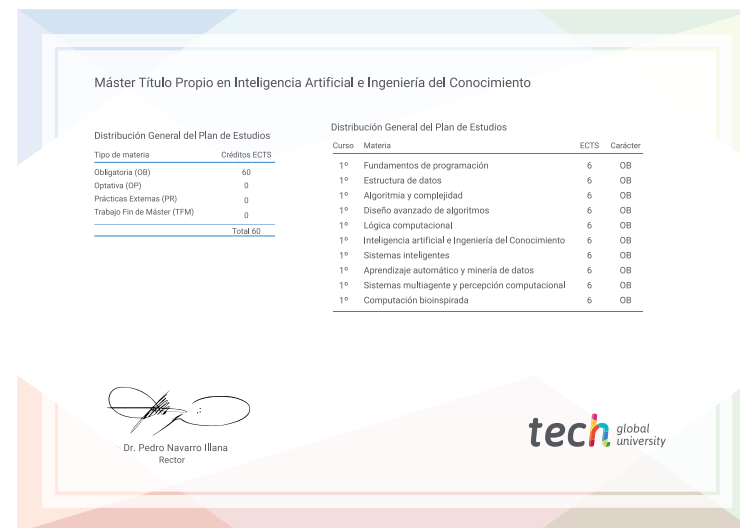 Máster Título Propio en Inteligencia Artificial e Ingeniería del Conocimiento
Distribución General del Plan de Estudios
Tipo de materia Créditos ECTS
Obligatoria (OB) 60
Optativa (OP) 0
Prácticas Externas (PR) 0
Trabajo Fin de Máster (TFM) 0
Total 60
Distribución General del Plan de Estudios
Curso Materia ECTS Carácter
1º Fundamentos de programación 6 OB
1º Estructura de datos 6 OB
1º Algoritmia y complejidad 6 OB
1º Diseño avanzado de algoritmos 6 OB
1º Lógica computacional 6 OB
1º Inteligencia artificial e Ingeniería del Conocimiento 6 OB
1º Sistemas inteligentes 6 OB
1º Aprendizaje automático y minería de datos 6 OB
1º Sistemas multiagente y percepción computacional 6 OB
1º Computación bioinspirada 6 OB
Dr. Pedro Navarro Illana
Rector
tech global
university